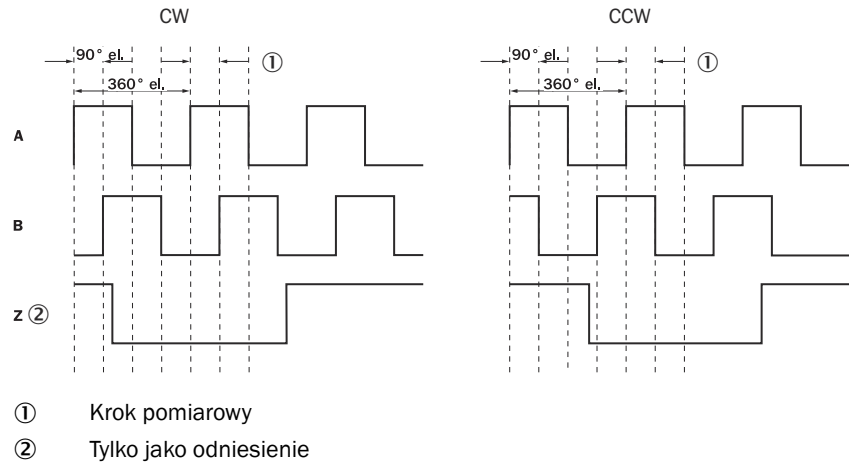 CW CCW
90° el. ① 90° el. ①
360° el. 360° el.
A
B
Z ②
① Krok pomiarowy
② Tylko jako odniesienie